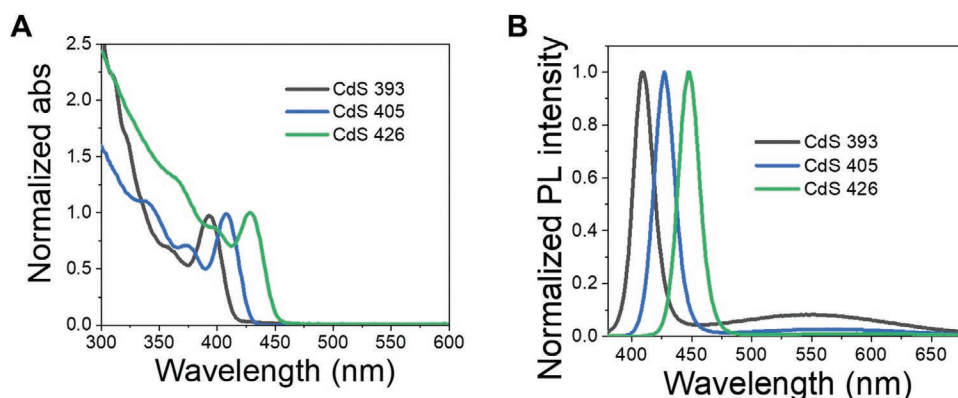 A
Normalized abs
2.5
2.0
1.5
1.0
0.5
0.0
300
350
400
450
500
550
600
Wavelength (nm)
CdS 393
CdS 405
CdS 426
B
Normalized PL intensity
1.0
0.8
0.6
0.4
0.2
0.0
400
450
500
550
600
650
Wavelength (nm)
CdS 393
CdS 405
CdS 426